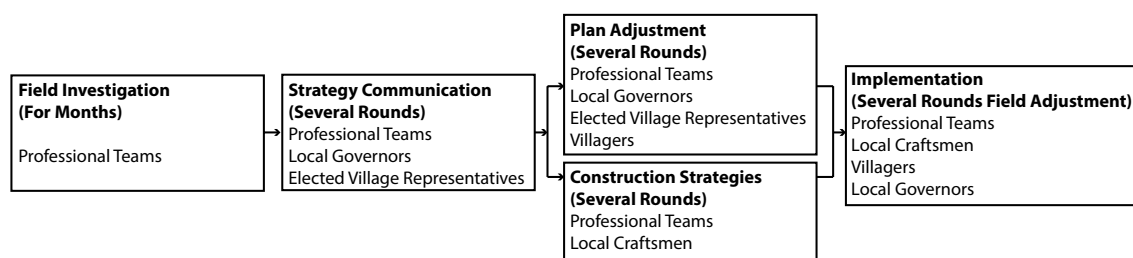 Field Investigation
(For Months)
Professional Teams
Strategy Communication
(Several Rounds)
Professional Teams
Local Governors
Elected Village Representatives
Plan Adjustment
(Several Rounds)
Professional Teams
Local Governors
Elected Village Representatives
Villagers
Construction Strategies
(Several Rounds)
Professional Teams
Local Craftsmen
Implementation
(Several Rounds Field Adjustment)
Professional Teams
Local Craftsmen
Villagers
Local Governors